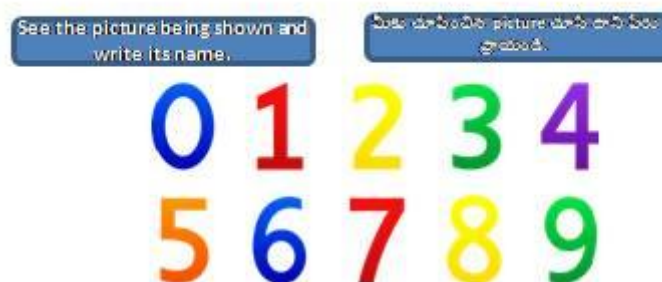 See the picture being shown and
write its name.
మీకు చూపించిన picture చూసి దాని పేరు
వ్రాయండి.
0 1 2 3 4
5 6 7 8 9